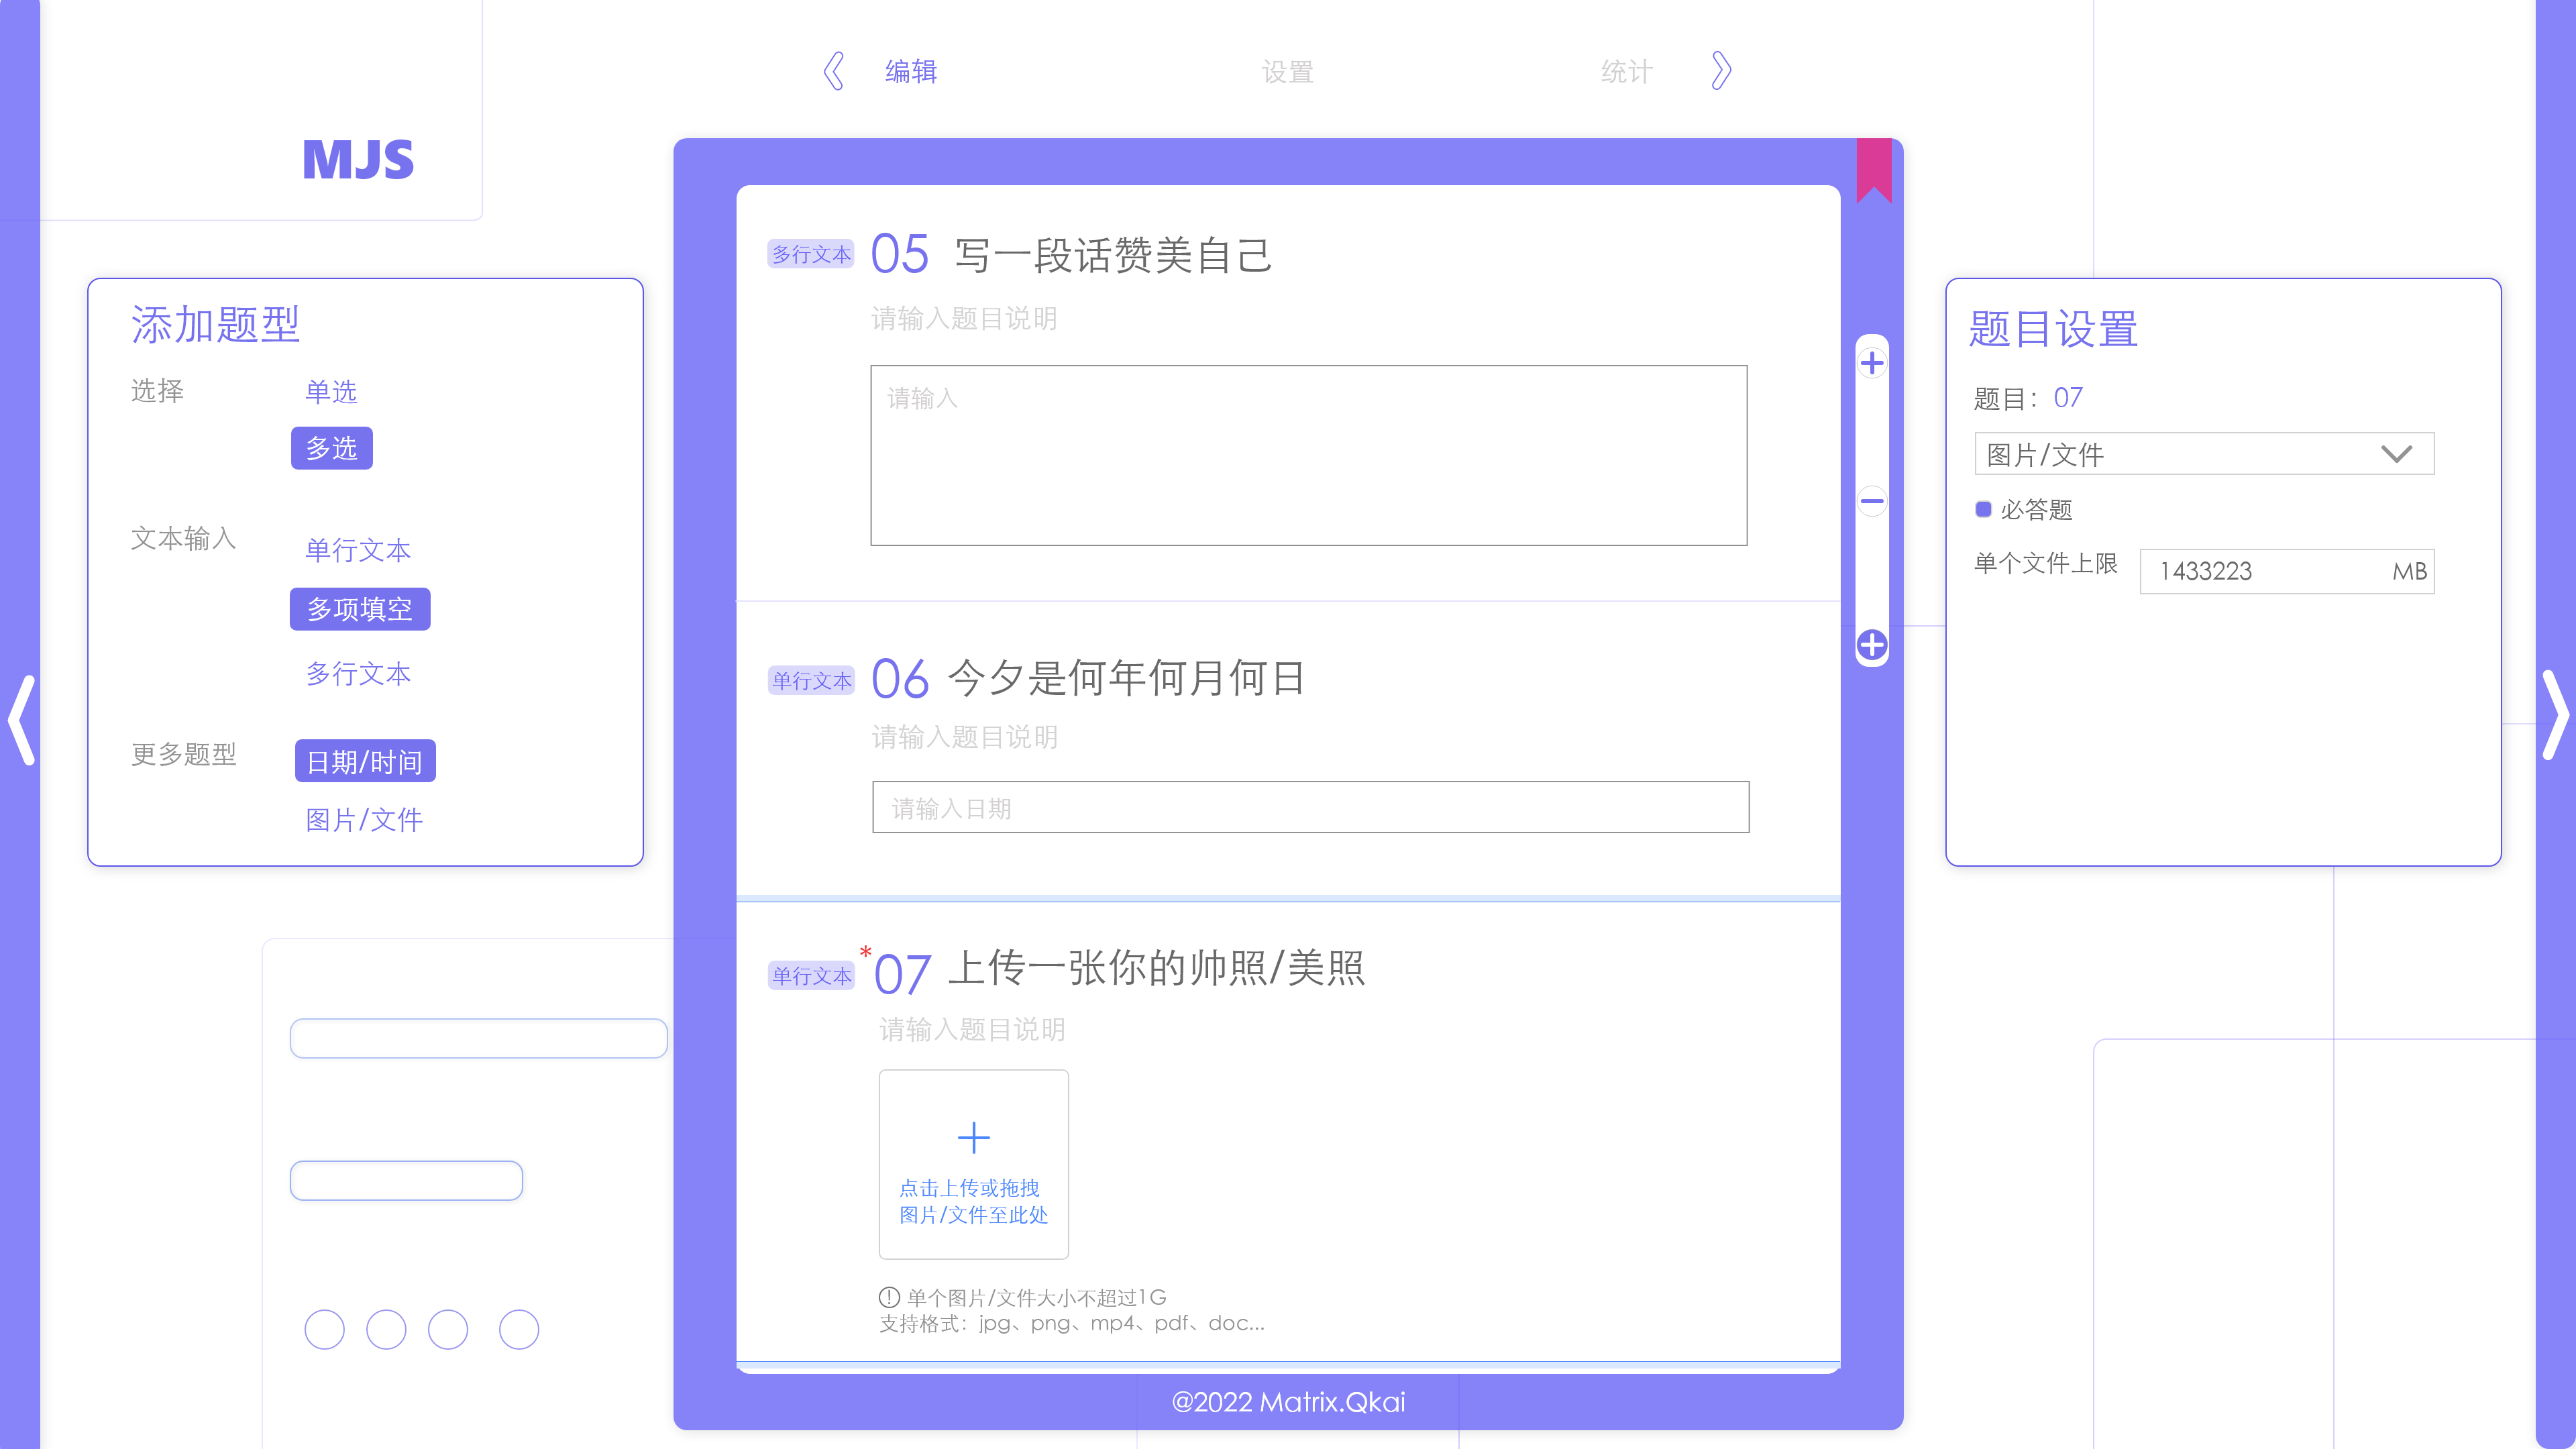 编辑
设置
统计
MJS
添加题型
选择
单选
多选
文本输入
单行文本
多项填空
多行文本
更多题型
日期/时间
图片/文件
多行文本 05 写一段话赞美自己
请输入题目说明
请输入
单行文本 06 今夕是何年何月何日
请输入题目说明
请输入日期
单行文本 *07 上传一张你的帅照/美照
请输入题目说明
点击上传或拖拽
图片/文件至此处
! 单个图片/文件大小不超过1G
支持格式：jpg、png、mp4、pdf、doc...
@2022 Matrix.Qkai
题目设置
题目：07
图片/文件
必答题
单个文件上限 1433223 MB